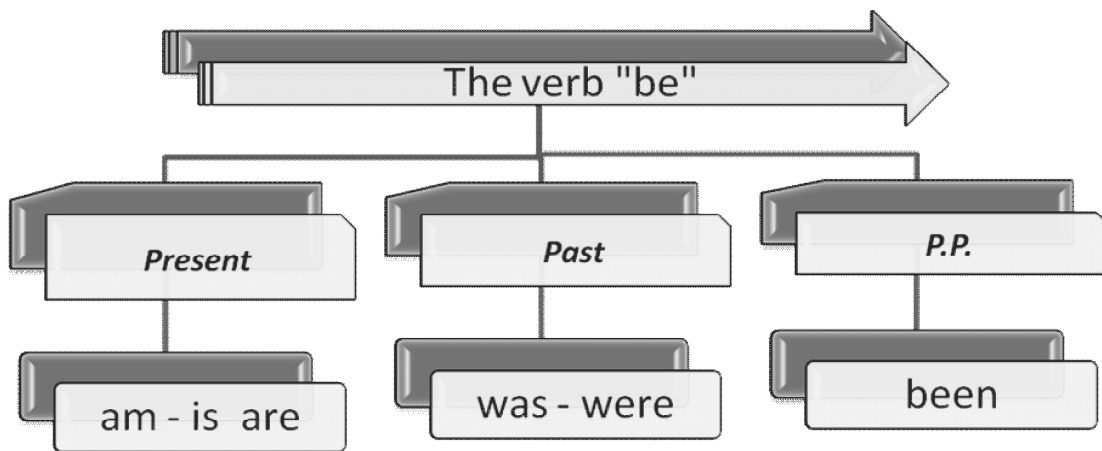 The verb "be"
Present
Past
P.P.
am - is  are
was - were
been